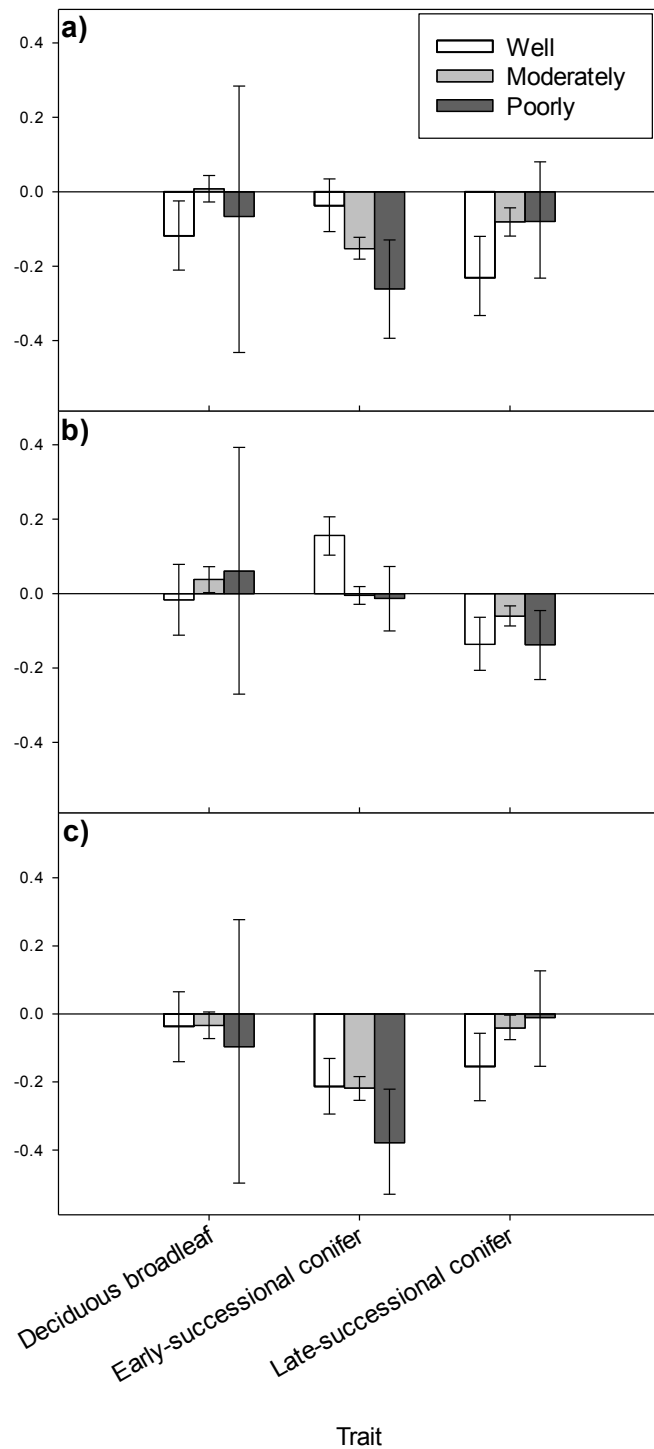 a)
Well
Moderately
Poorly
0.4
0.2
0.0
-0.2
-0.4
b)
0.4
0.2
0.0
-0.2
-0.4
c)
0.4
0.2
0.0
-0.2
-0.4
Deciduous broadleaf
Early-successional conifer
Late-successional conifer
Trait